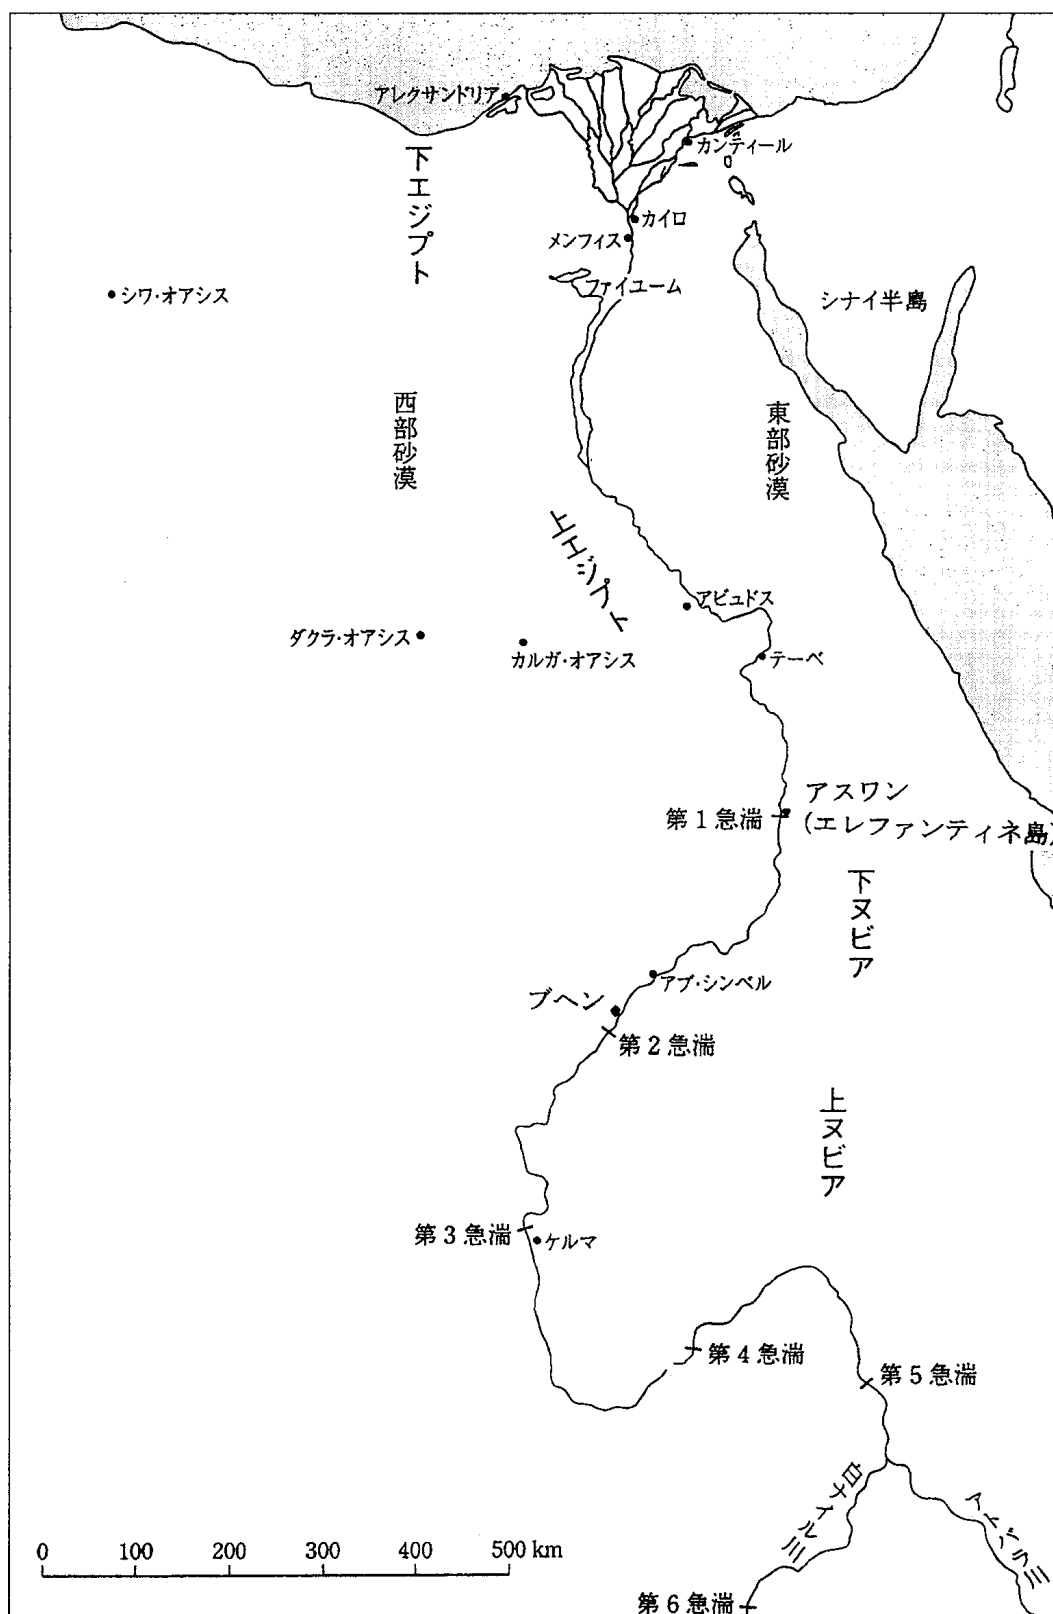 アレクサンドリア
カンティール
下エジプト
カイロ
メンフィス
ファイユーム
シワ・オアシス
シナイ半島
西部砂漠
東部砂漠
上エジプト
アビュドス
ダクラ・オアシス
カルガ・オアシス
テーベ
アスワン
第1急湍
(エレファンティネ島)
下ヌビア
アブ・シンベル
ブヘン
第2急湍
上ヌビア
第3急湍
ケルマ
第4急湍
第5急湍
白ナイル川
アトバラ川
0 100 200 300 400 500 km
第6急湍